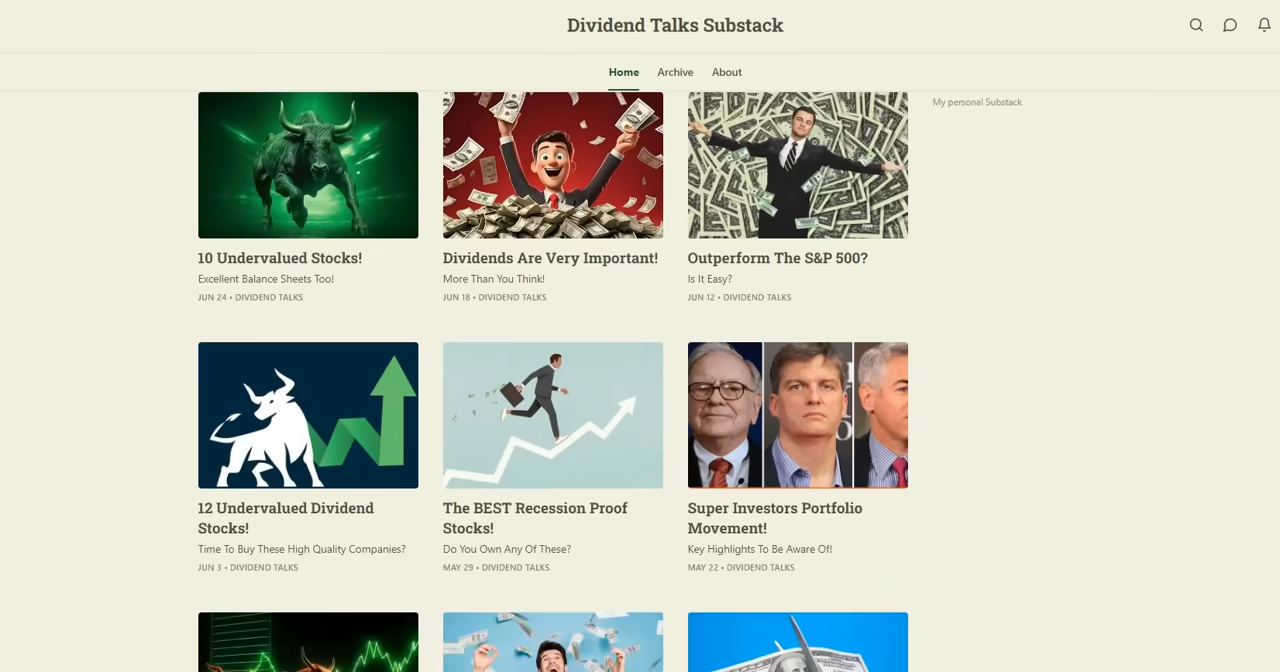 Dividend Talks Substack
Home Archive About
My personal Substack
10 Undervalued Stocks!
Excellent Balance Sheets Too!
JUN 24 • DIVIDEND TALKS
Dividends Are Very Important!
More Than You Think!
JUN 18 • DIVIDEND TALKS
Outperform The S&P 500?
Is It Easy?
JUN 12 • DIVIDEND TALKS
12 Undervalued Dividend
Stocks!
Time To Buy These High Quality Companies?
JUN 3 • DIVIDEND TALKS
The BEST Recession Proof
Stocks!
Do You Own Any Of These?
MAY 29 • DIVIDEND TALKS
Super Investors Portfolio
Movement!
Key Highlights To Be Aware Of!
MAY 22 • DIVIDEND TALKS